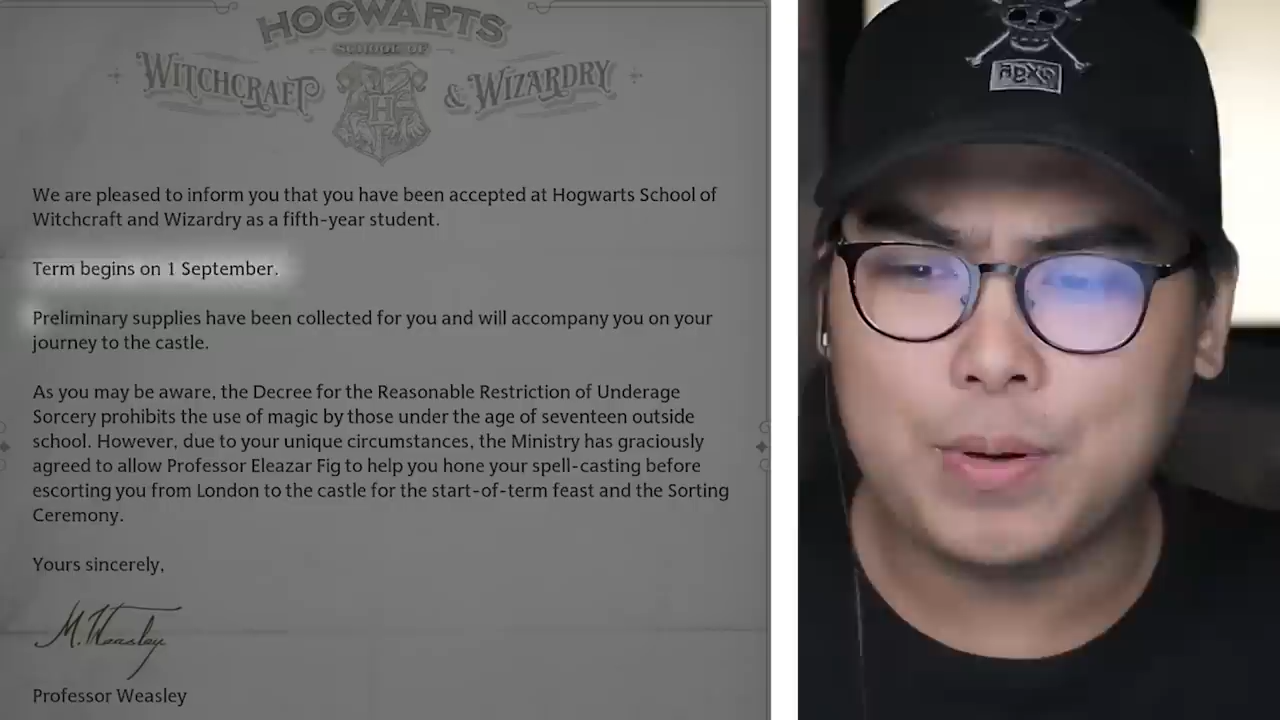 HOGWARTS
SCHOOL OF
WITCHCRAFT & WIZARDRY
H
We are pleased to inform you that you have been accepted at Hogwarts School of
Witchcraft and Wizardry as a fifth-year student.
Term begins on 1 September.
Preliminary supplies have been collected for you and will accompany you on your
journey to the castle.
As you may be aware, the Decree for the Reasonable Restriction of Underage
Sorcery prohibits the use of magic by those under the age of seventeen outside
school. However, due to your unique circumstances, the Ministry has graciously
agreed to allow Professor Eleazar Fig to help you hone your spell-casting before
escorting you from London to the castle for the start-of-term feast and the Sorting
Ceremony.
Yours sincerely,
M. Weasley
Professor Weasley